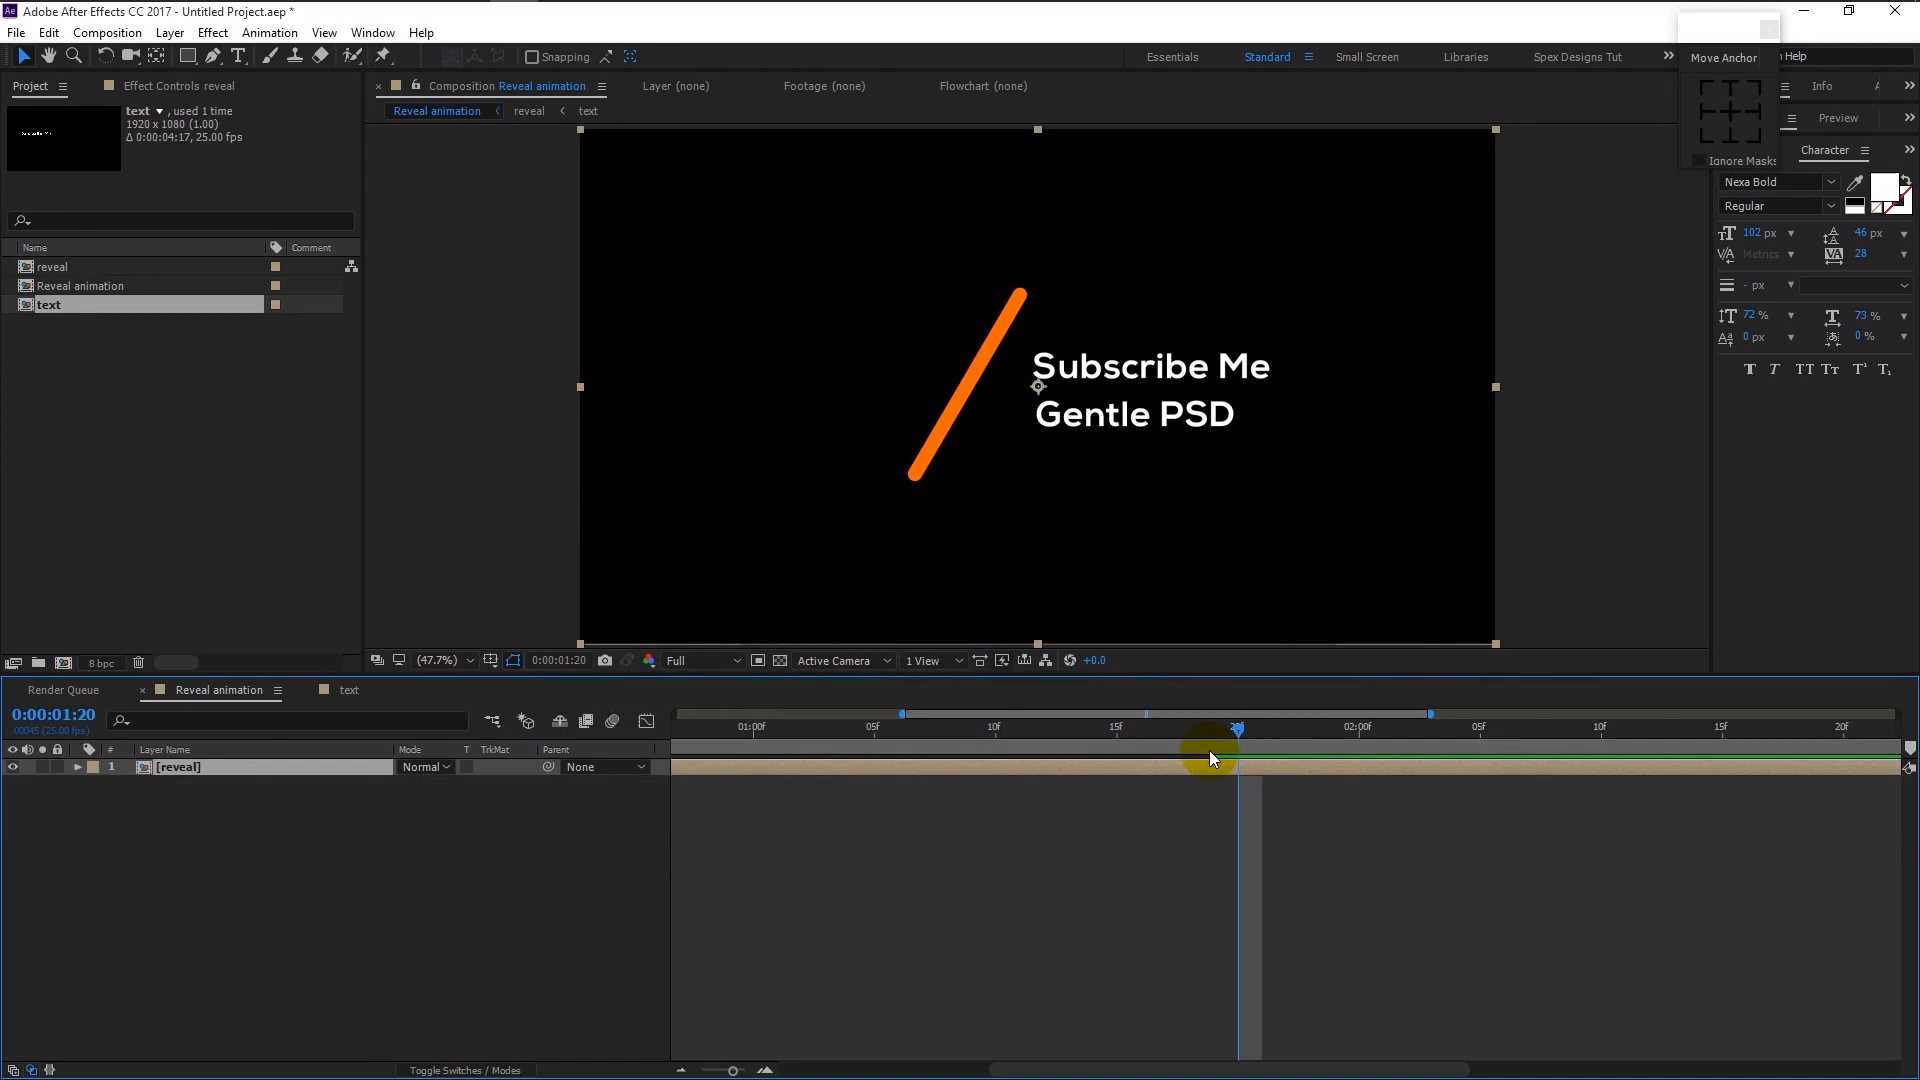 Adobe After Effects CC 2017 - Untitled Project.aep *
File Edit Composition Layer Effect Animation View Window Help
Snapping
Essentials Standard Small Screen Libraries Spex Designs Tut
Help
Move Anchor
Ignore Masks
Project
Effect Controls reveal
text , used 1 time
1920 x 1080 (1.00)
Δ 0:00:04:17, 25.00 fps
Name Comment
reveal
Reveal animation
text
8 bpc
Composition Reveal animation
Layer (none)
Footage (none)
Flowchart (none)
Reveal animation reveal text
Subscribe Me
Gentle PSD
(47.7%)
0:00:01:20
Full
Active Camera
1 View
+0.0
Info
Preview
Character
Nexa Bold
Regular
102 px 46 px
Metrics 28
- px
72 % 73 %
0 px 0 %
Render Queue
Reveal animation
text
0:00:01:20
00045 (25.00 fps)
# Layer Name Mode T TrkMat Parent
1 [reveal] Normal None
01:00f 05f 10f 15f 02:00f 05f 10f 15f 20f
Toggle Switches / Modes